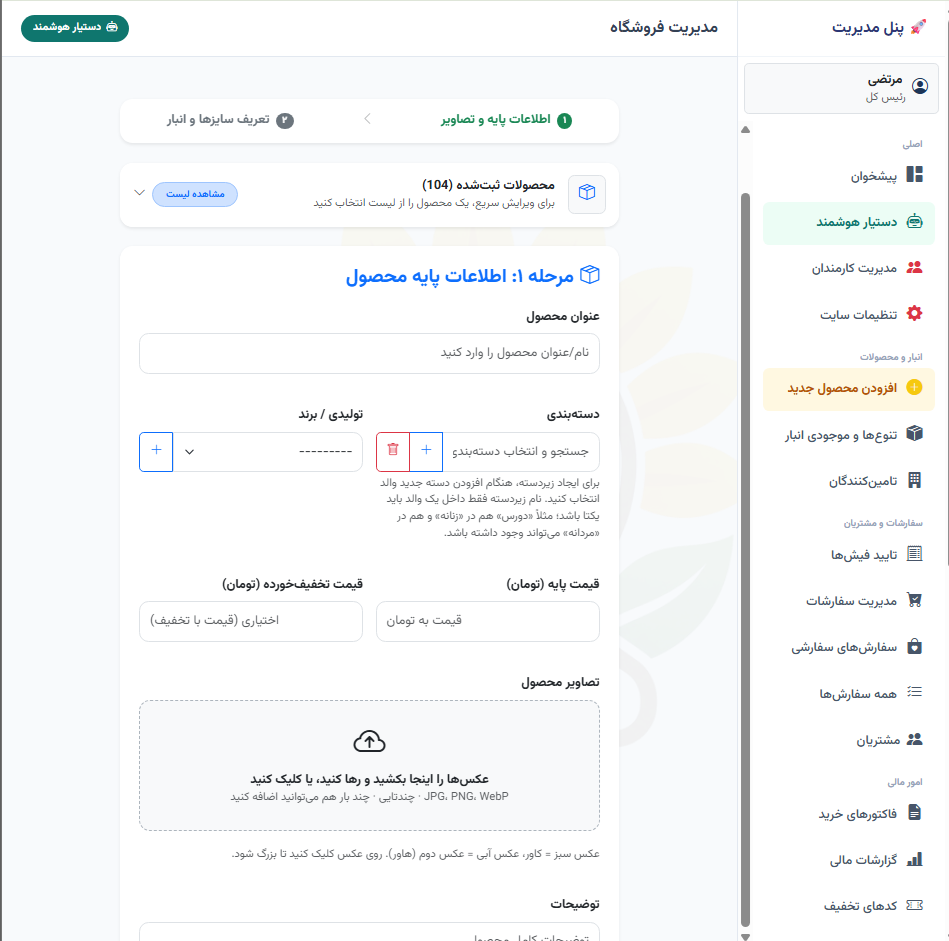 🚀 پنل مدیریت
مرتضی
رئیس کل
اصلی
پیشخوان
دستیار هوشمند
مدیریت کارمندان
تنظیمات سایت
انبار و محصولات
افزودن محصول جدید
تنوع‌ها و موجودی انبار
تامین‌کنندگان
سفارشات و مشتریان
تایید فیش‌ها
مدیریت سفارشات
سفارش‌های سفارشی
همه سفارش‌ها
مشتریان
امور مالی
فاکتورهای خرید
گزارشات مالی
کدهای تخفیف
مدیریت فروشگاه
دستیار هوشمند
۱ اطلاعات پایه و تصاویر
۲ تعریف سایزها و انبار
محصولات ثبت‌شده (104)
برای ویرایش سریع، یک محصول را از لیست انتخاب کنید
مشاهده لیست
مرحله ۱: اطلاعات پایه محصول
عنوان محصول
نام/عنوان محصول را وارد کنید
دسته‌بندی
جستجو و انتخاب دسته‌بندی
برای ایجاد زیردسته، هنگام افزودن دسته جدید والد
انتخاب کنید. نام زیردسته فقط داخل یک والد باید
یکتا باشد؛ مثلاً «دورس» هم در «زنانه» و هم در
«مردانه» می‌تواند وجود داشته باشد.
تولیدی / برند
---------
قیمت پایه (تومان)
قیمت به تومان
قیمت تخفیف‌خورده (تومان)
اختیاری (قیمت با تخفیف)
تصاویر محصول
عکس‌ها را اینجا بکشید و رها کنید، یا کلیک کنید
JPG، PNG، WebP · چندتایی · چند بار هم می‌توانید اضافه کنید
عکس سبز = کاور، عکس آبی = عکس دوم (هاور). روی عکس کلیک کنید تا بزرگ شود.
توضیحات
توضیحات کامل محصول